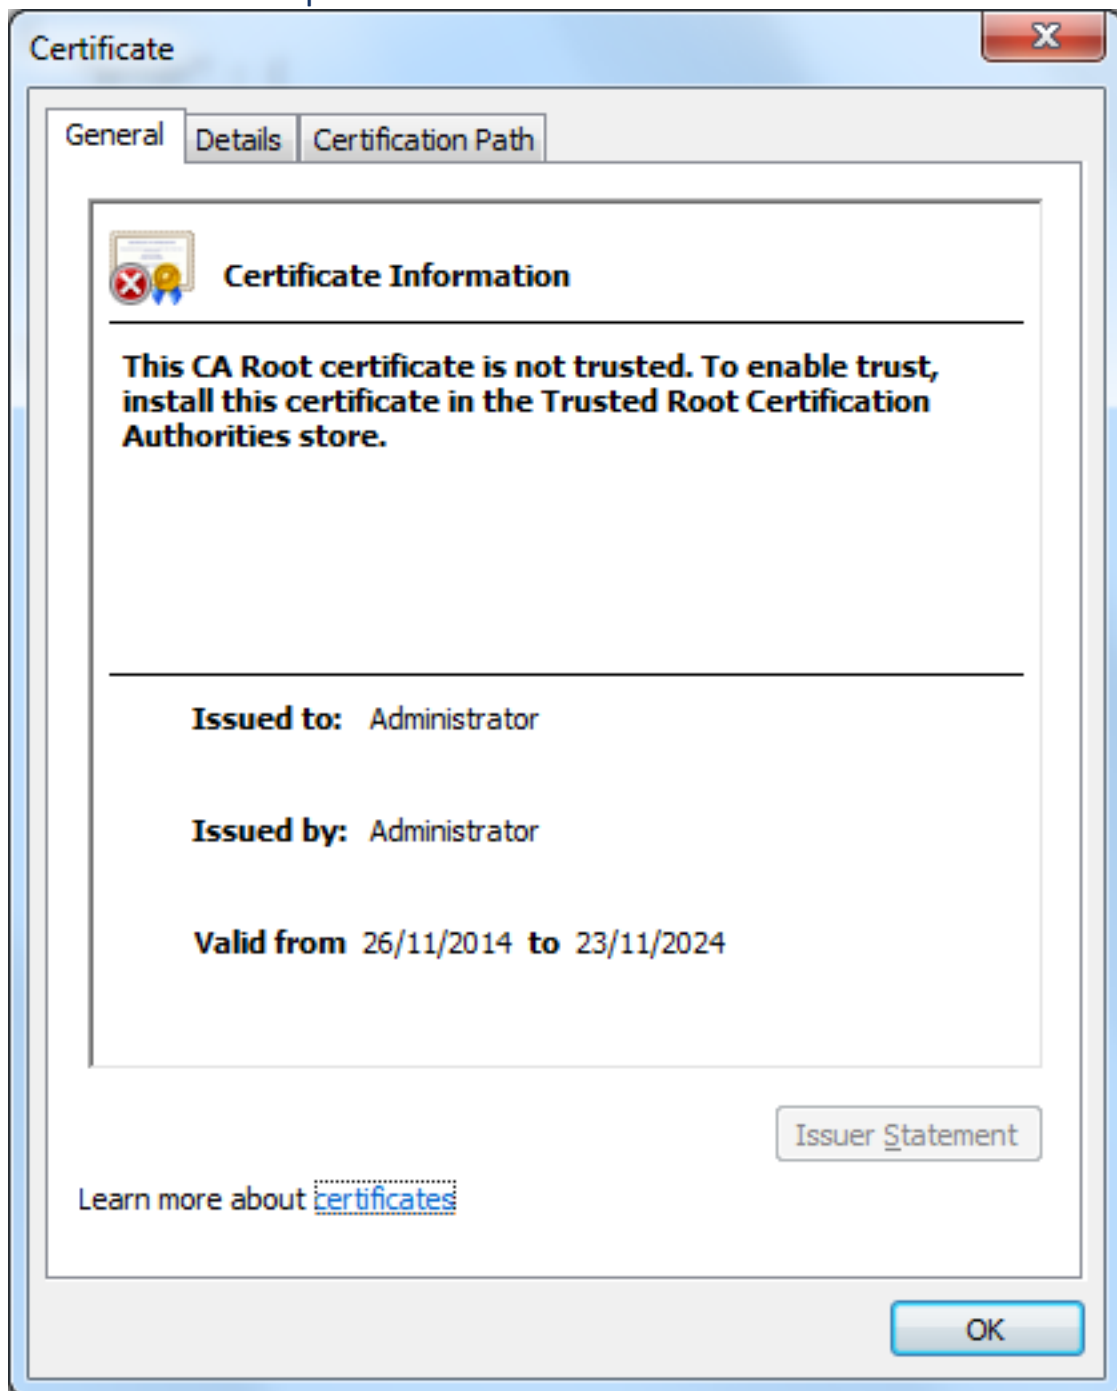 Certificate
General Details Certification Path
Certificate Information
This CA Root certificate is not trusted. To enable trust,
install this certificate in the Trusted Root Certification
Authorities store.
Issued to: Administrator
Issued by: Administrator
Valid from 26/11/2014 to 23/11/2024
Issuer Statement
Learn more about certificates
OK